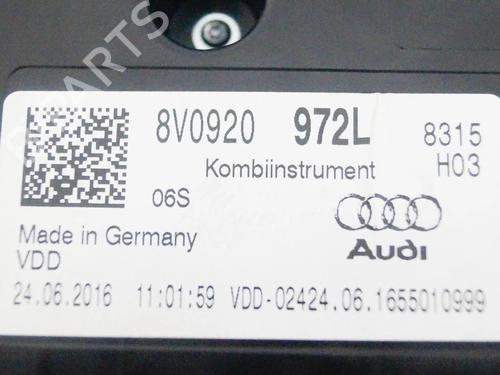 PARTS
8V0920 972L 8315
Kombiinstrument H03
06S
Made in Germany Audi
VDD
24.06.2016 11:01:59 VDD-02424.06.1655010999